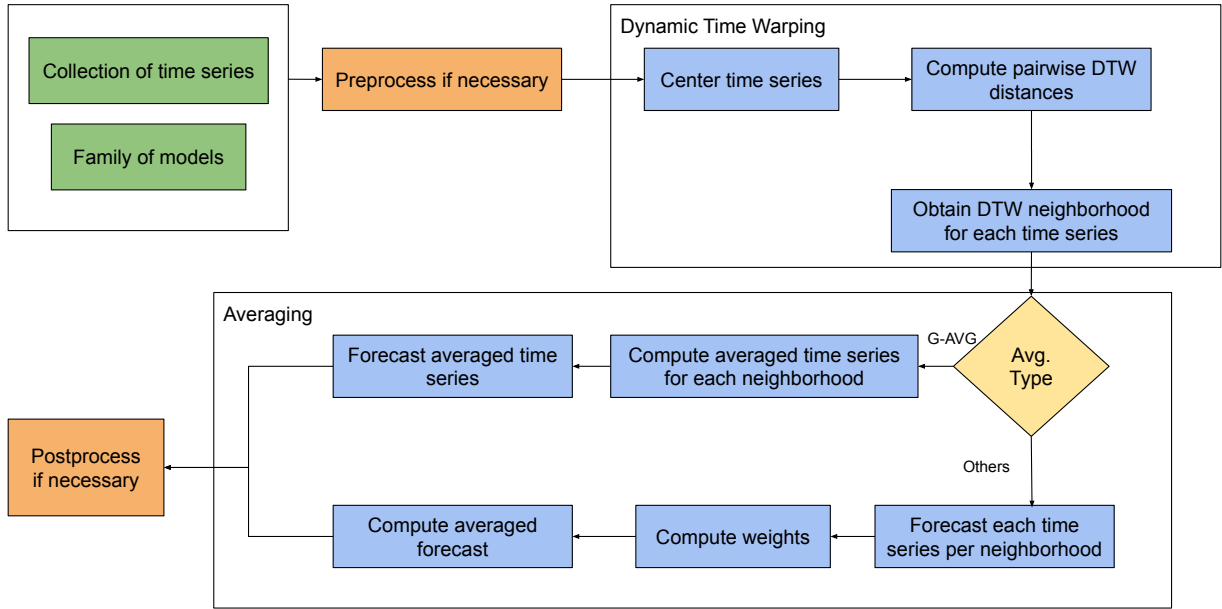 Collection of time series
Family of models
Preprocess if necessary
Dynamic Time Warping
Center time series
Compute pairwise DTW
distances
Obtain DTW neighborhood
for each time series
Averaging
Avg.
Type
G-AVG
Compute averaged time series
for each neighborhood
Forecast averaged time
series
Others
Forecast each time
series per neighborhood
Compute weights
Compute averaged
forecast
Postprocess
if necessary